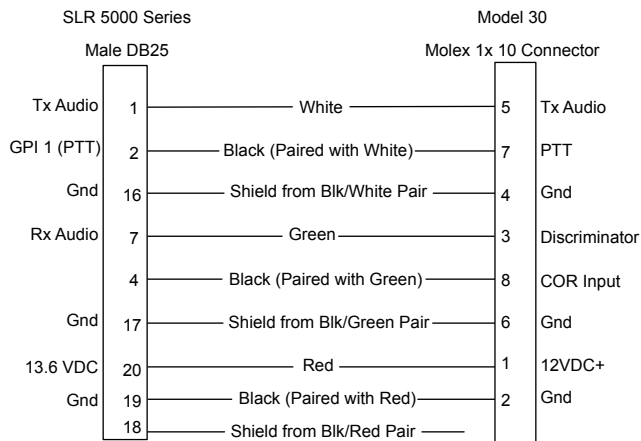 SLR 5000 Series Model 30
Male DB25 Molex 1x 10 Connector
Tx Audio 1 White 5 Tx Audio
GPI 1 (PTT) 2 Black (Paired with White) 7 PTT
Gnd 16 Shield from Blk/White Pair 4 Gnd
Rx Audio 7 Green 3 Discriminator
4 Black (Paired with Green) 8 COR Input
Gnd 17 Shield from Blk/Green Pair 6 Gnd
13.6 VDC 20 Red 1 12VDC+
Gnd 19 Black (Paired with Red) 2 Gnd
18 Shield from Blk/Red Pair